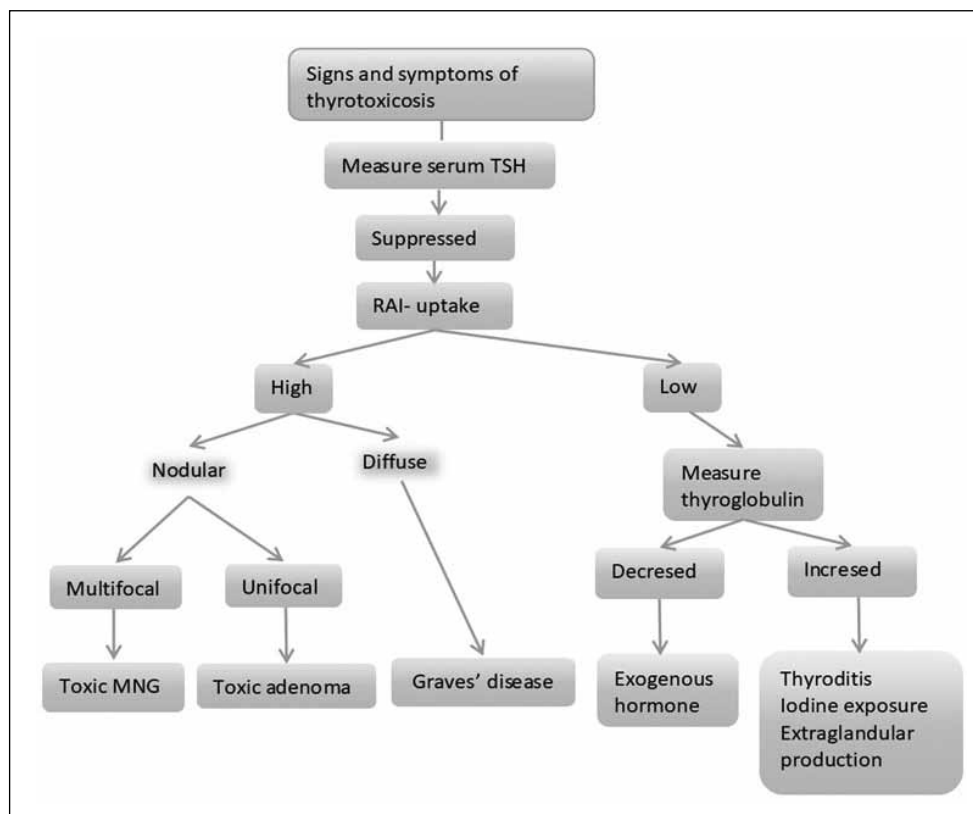 Signs and symptoms of
thyrotoxicosis
Measure serum TSH
Suppressed
RAI- uptake
High
Low
Nodular
Diffuse
Measure
thyroglobulin
Multifocal
Unifocal
Decresed
Incresed
Toxic MNG
Toxic adenoma
Graves’ disease
Exogenous
hormone
Thyroditis
Iodine exposure
Extraglandular
production